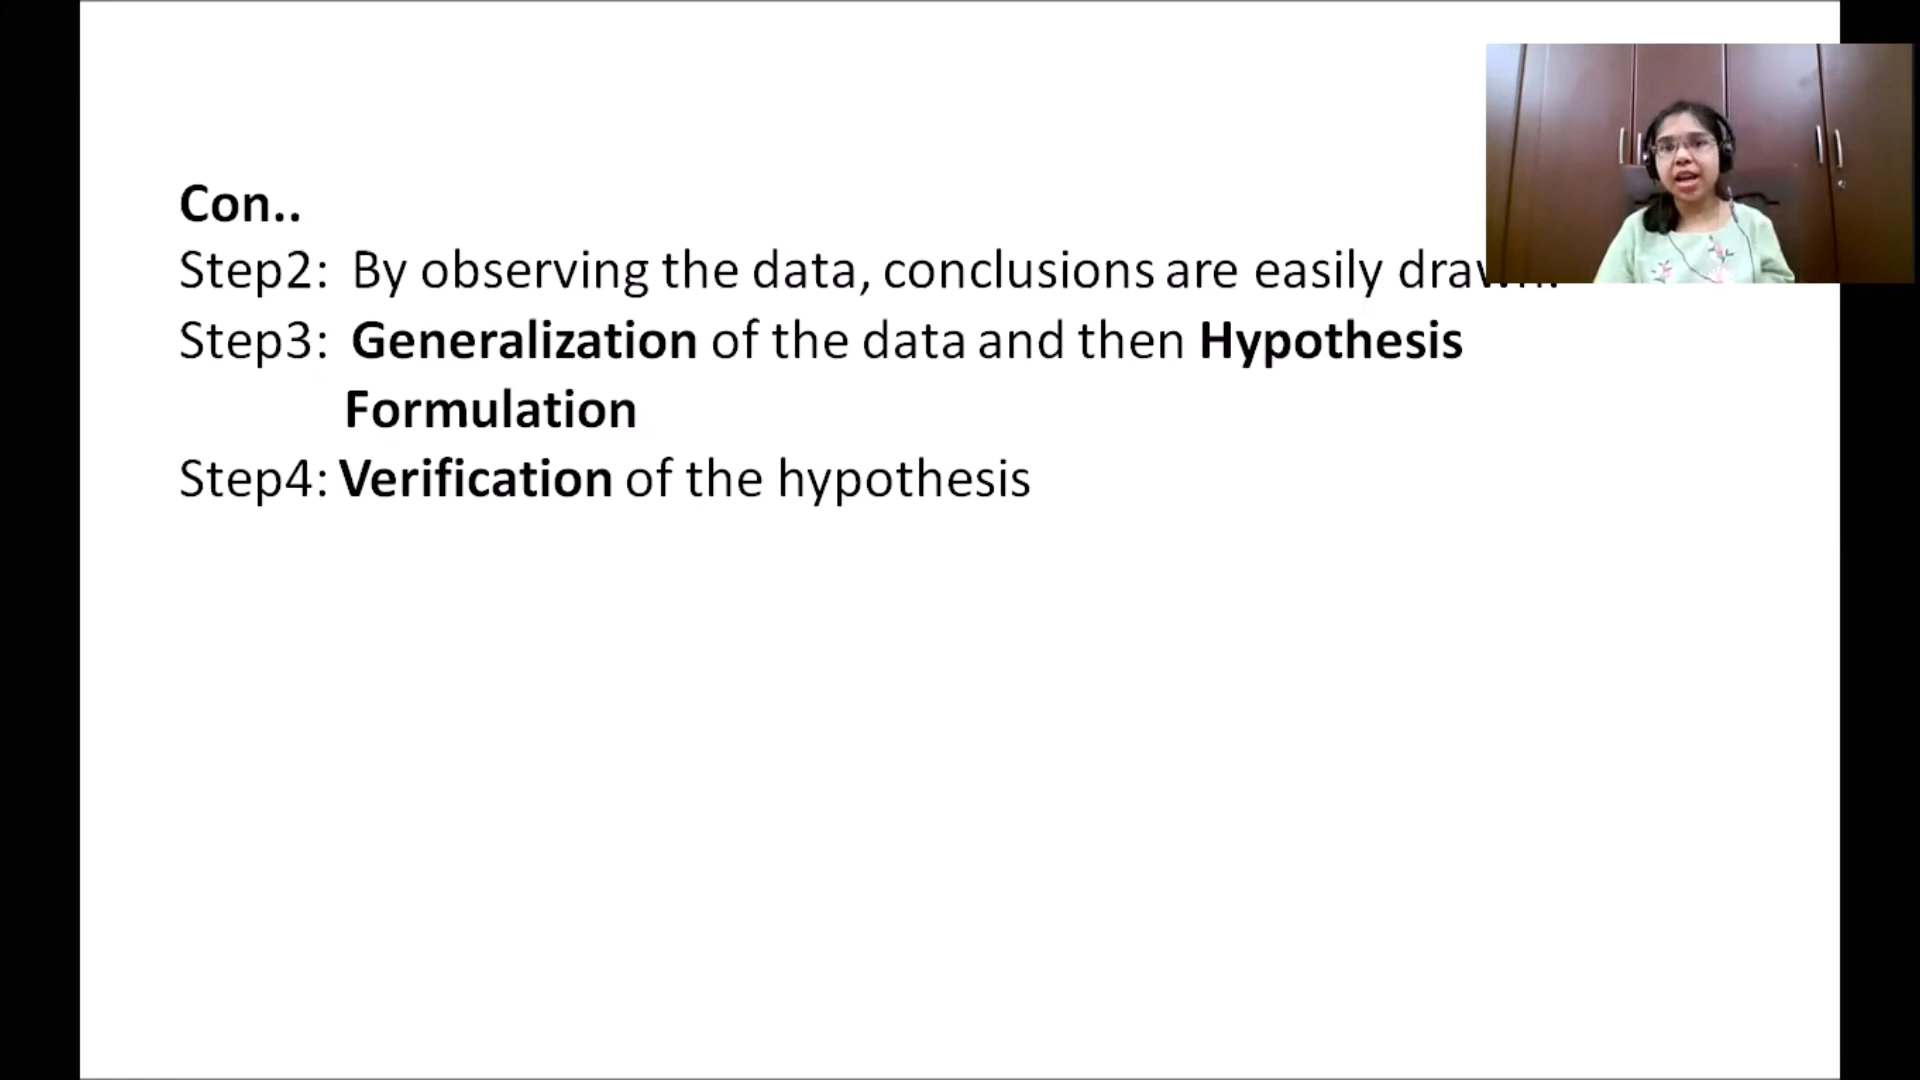 Con..
Step2: By observing the data, conclusions are easily drawn.
Step3: Generalization of the data and then Hypothesis
Formulation
Step4: Verification of the hypothesis